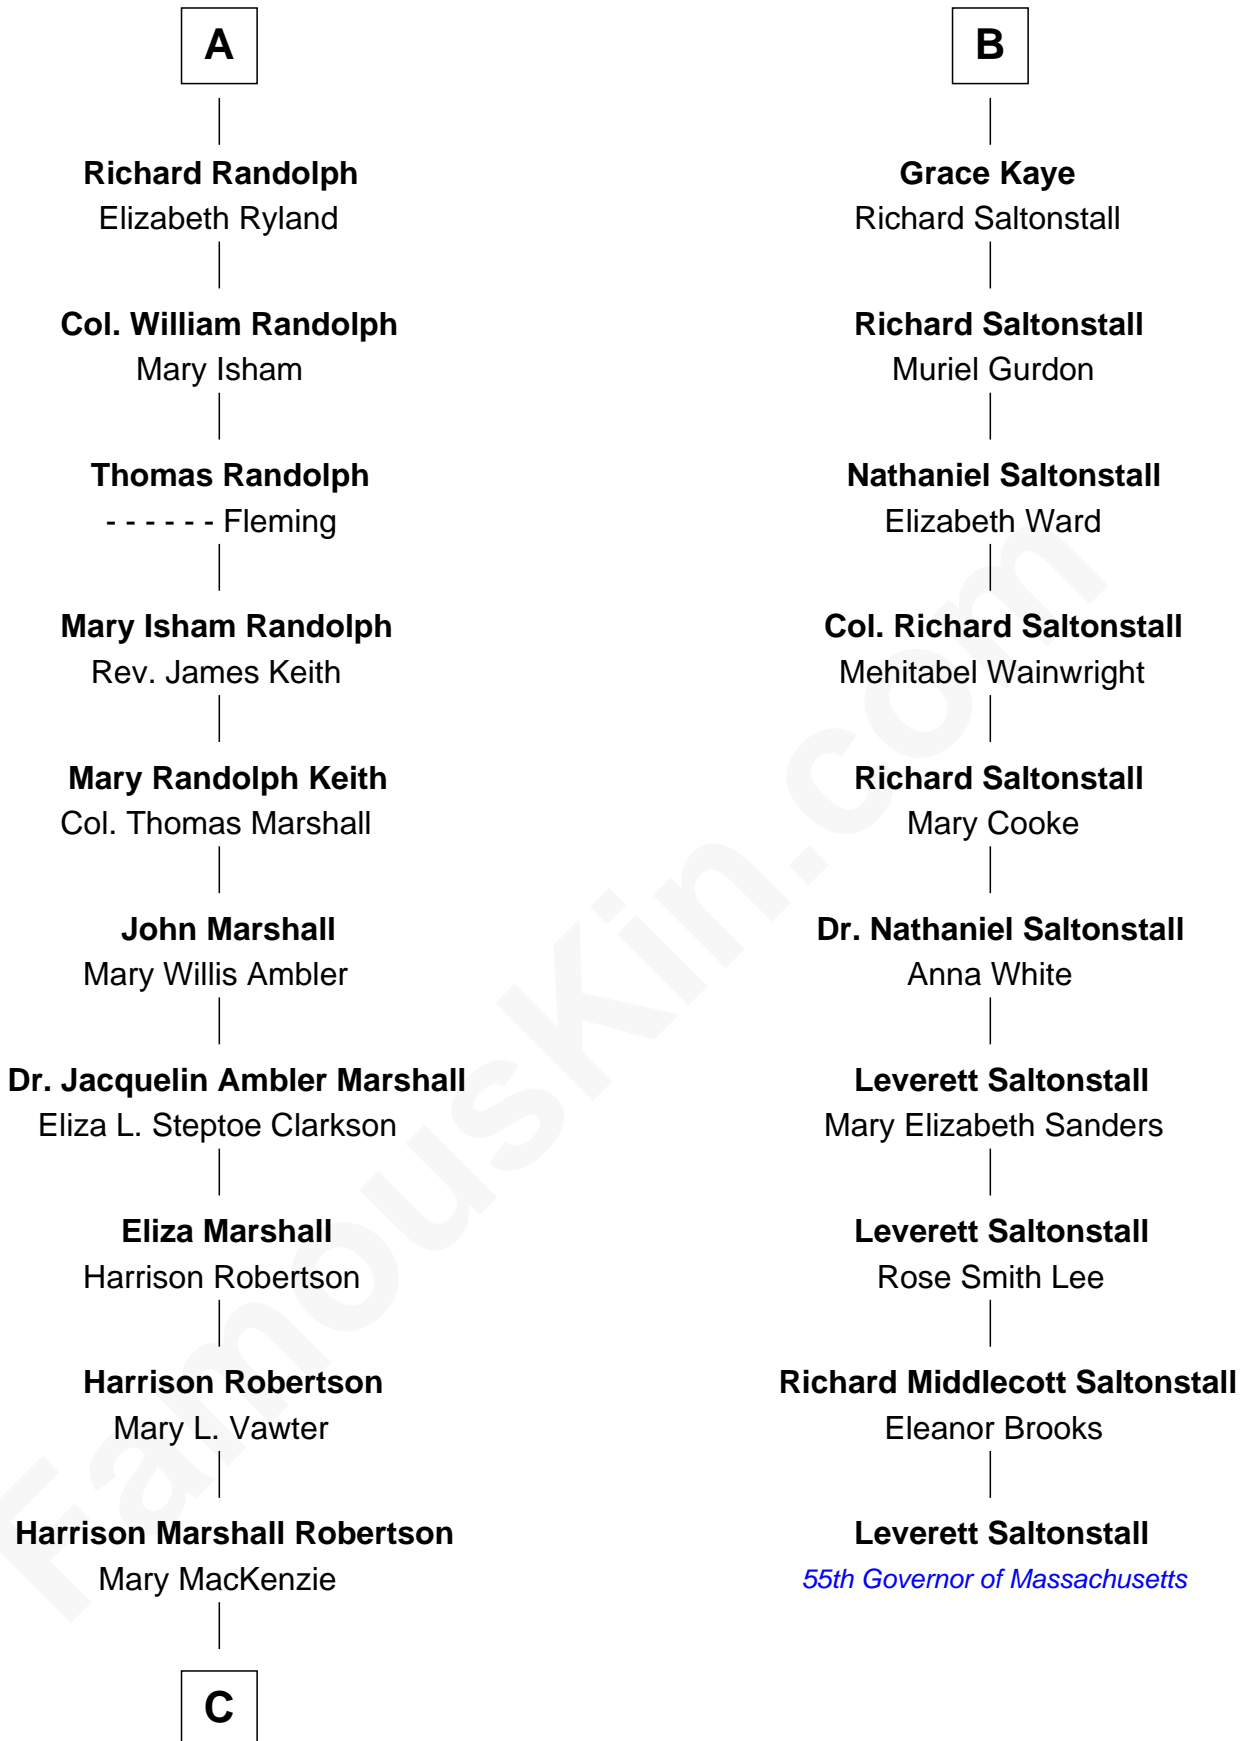 A
Richard Randolph
Elizabeth Ryland
Col. William Randolph
Mary Isham
Thomas Randolph
- - - - - - Fleming
Mary Isham Randolph
Rev. James Keith
Mary Randolph Keith
Col. Thomas Marshall
John Marshall
Mary Willis Ambler
Dr. Jacquelin Ambler Marshall
Eliza L. Steptoe Clarkson
Eliza Marshall
Harrison Robertson
Harrison Robertson
Mary L. Vawter
Harrison Marshall Robertson
Mary MacKenzie
C
B
Grace Kaye
Richard Saltonstall
Richard Saltonstall
Muriel Gurdon
Nathaniel Saltonstall
Elizabeth Ward
Col. Richard Saltonstall
Mehitabel Wainwright
Richard Saltonstall
Mary Cooke
Dr. Nathaniel Saltonstall
Anna White
Leverett Saltonstall
Mary Elizabeth Sanders
Leverett Saltonstall
Rose Smith Lee
Richard Middlecott Saltonstall
Eleanor Brooks
Leverett Saltonstall
55th Governor of Massachusetts
FamousKin.com